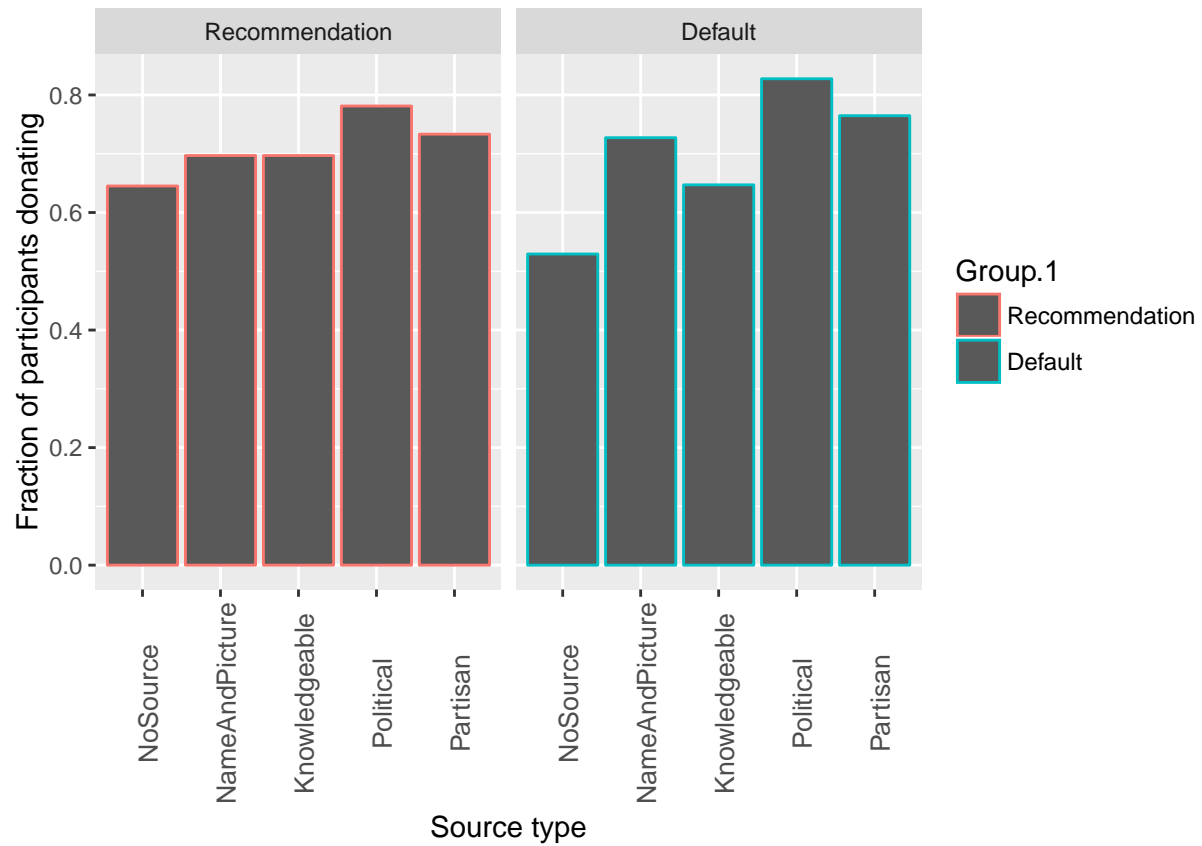 Recommendation
Default
Fraction of participants donating
0.8
0.6
0.4
0.2
0.0
NoSource
NameAndPicture
Knowledgeable
Political
Partisan
NoSource
NameAndPicture
Knowledgeable
Political
Partisan
Source type
Group.1
Recommendation
Default